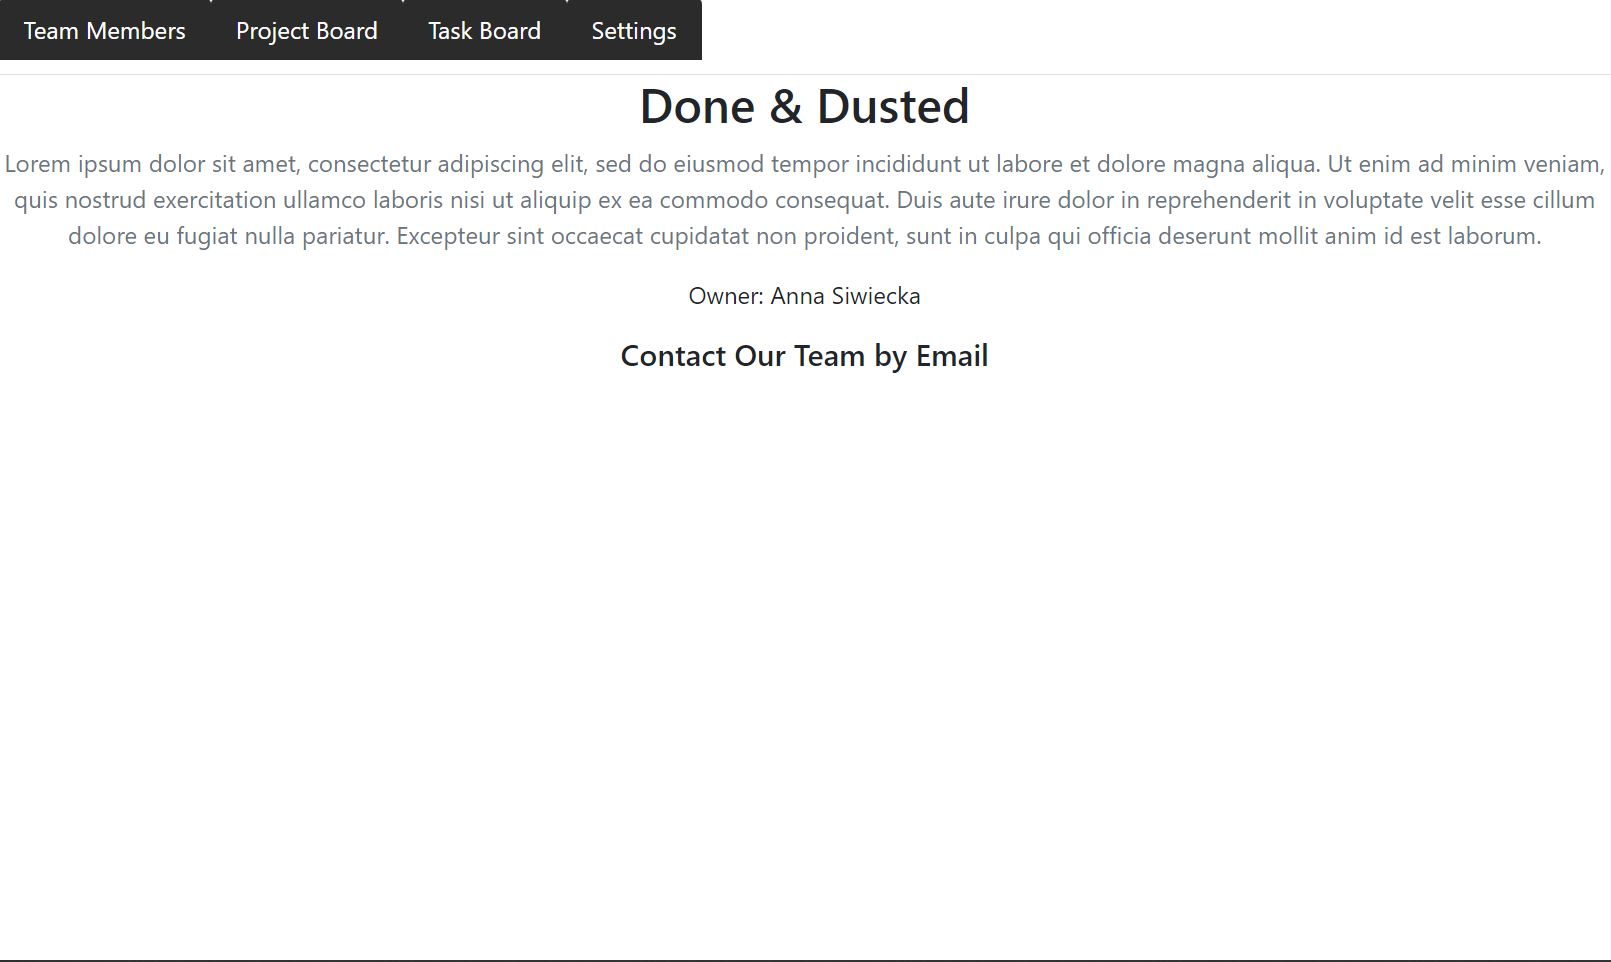 Team Members Project Board Task Board Settings
Done & Dusted
Lorem ipsum dolor sit amet, consectetur adipiscing elit, sed do eiusmod tempor incididunt ut labore et dolore magna aliqua. Ut enim ad minim veniam,
quis nostrud exercitation ullamco laboris nisi ut aliquip ex ea commodo consequat. Duis aute irure dolor in reprehenderit in voluptate velit esse cillum
dolore eu fugiat nulla pariatur. Excepteur sint occaecat cupidatat non proident, sunt in culpa qui officia deserunt mollit anim id est laborum.
Owner: Anna Siwiecka
Contact Our Team by Email